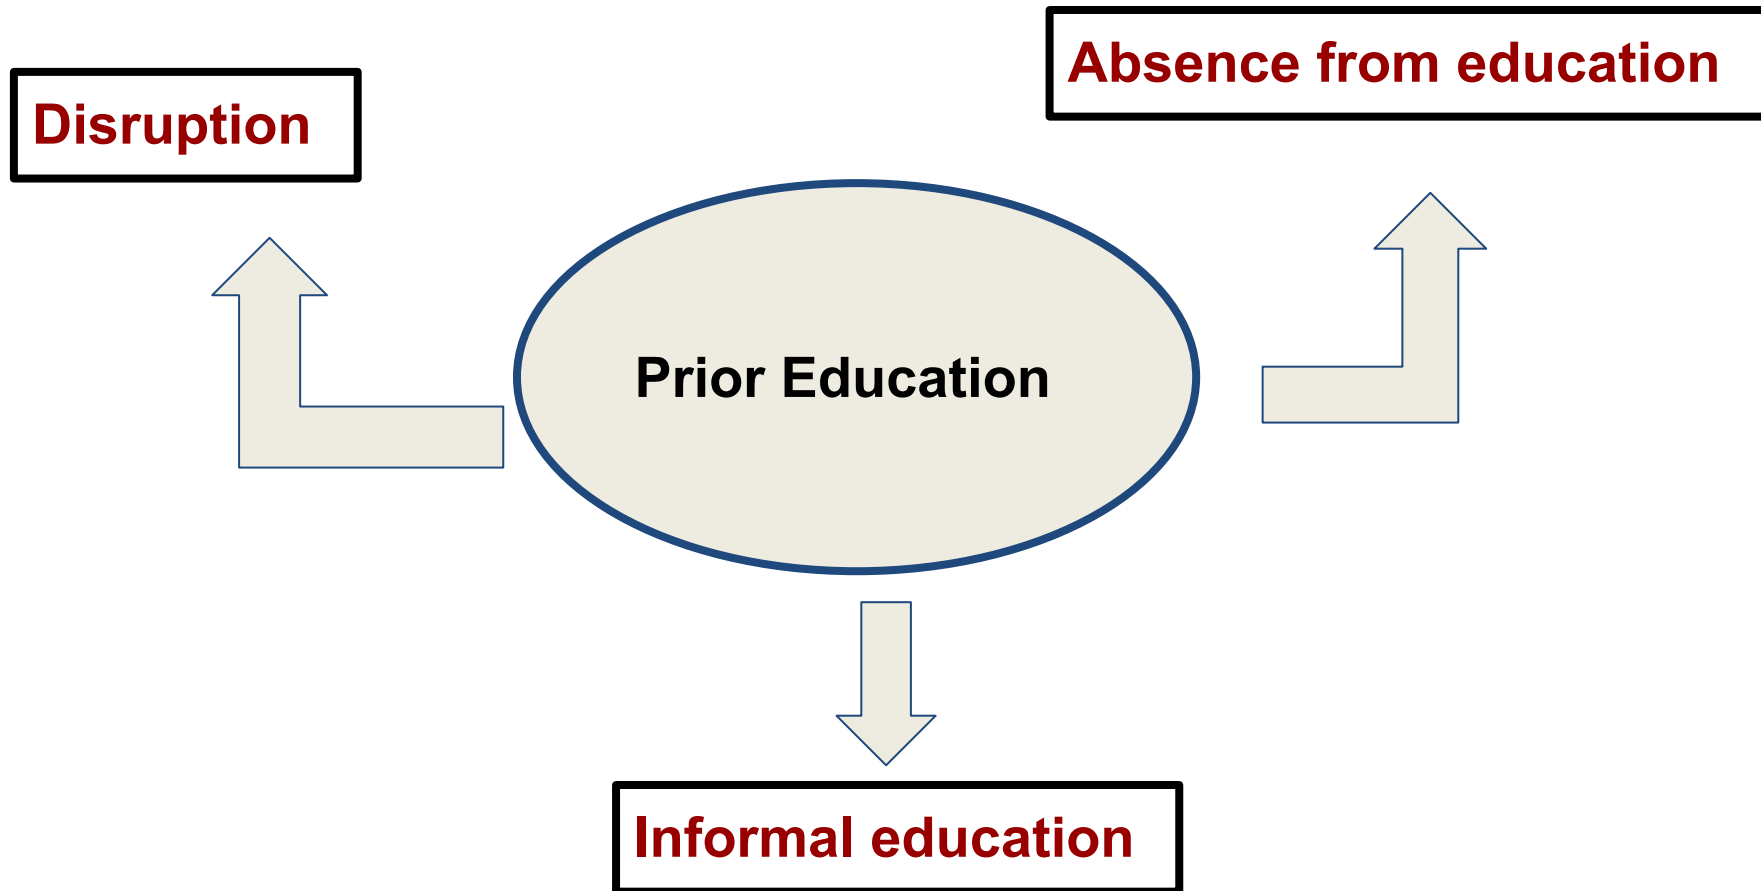 Absence from education
Disruption
Prior Education
Informal education